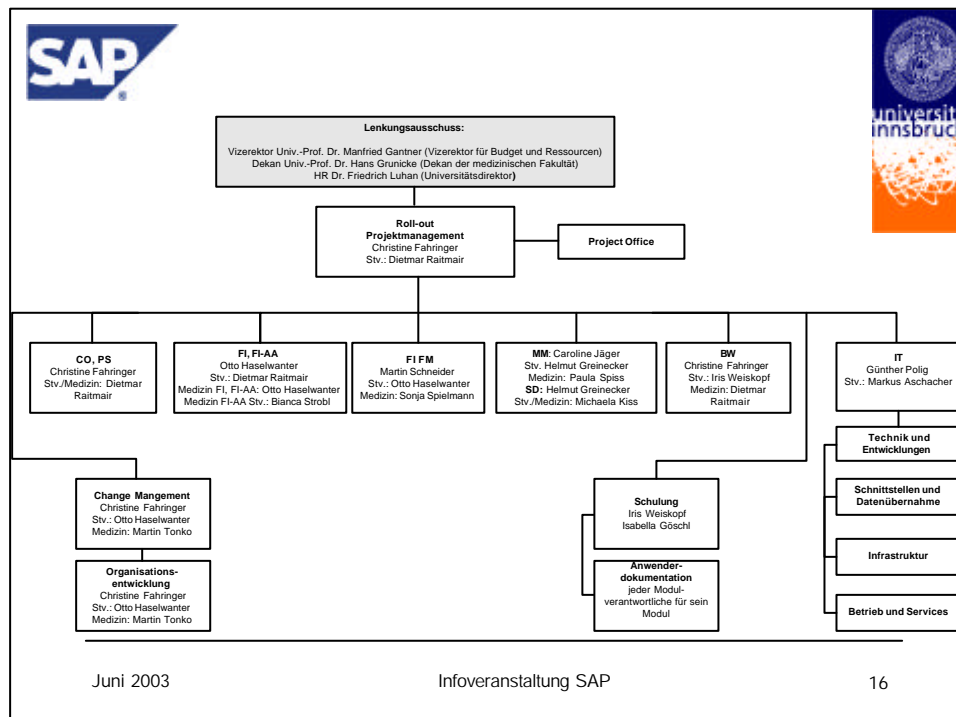 SAP
universität
innsbruck
Lenkungsausschuss:
Vizerektor Univ.-Prof. Dr. Manfried Gantner (Vizerektor für Budget und Ressourcen)
Dekan Univ.-Prof. Dr. Hans Grunicke (Dekan der medizinischen Fakultät)
HR Dr. Friedrich Luhan (Universitätsdirektor)
Roll-out
Projektmanagement
Christine Fahringer
Stv.: Dietmar Raitmair
Project Office
CO, PS
Christine Fahringer
Stv./Medizin: Dietmar
Raitmair
FI, FI-AA
Otto Haselwanter
Stv.: Dietmar Raitmair
Medizin FI, FI-AA: Otto Haselwanter
Medizin FI-AA Stv.: Bianca Strobl
FI FM
Martin Schneider
Stv.: Otto Haselwanter
Medizin: Sonja Spielmann
MM: Caroline Jäger
Stv. Helmut Greinecker
Medizin: Paula Spiss
SD: Helmut Greinecker
Stv./Medizin: Michaela Kiss
BW
Christine Fahringer
Stv.: Iris Weiskopf
Medizin: Dietmar
Raitmair
IT
Günther Polig
Stv.: Markus Aschacher
Technik und
Entwicklungen
Schnittstellen und
Datenübernahme
Infrastruktur
Betrieb und Services
Change Mangement
Christine Fahringer
Stv.: Otto Haselwanter
Medizin: Martin Tonko
Organisations-
entwicklung
Christine Fahringer
Stv.: Otto Haselwanter
Medizin: Martin Tonko
Schulung
Iris Weiskopf
Isabella Göschl
Anwender-
dokumentation
jeder Modul-
verantwortliche für sein
Modul
Juni 2003
Infoveranstaltung SAP
16